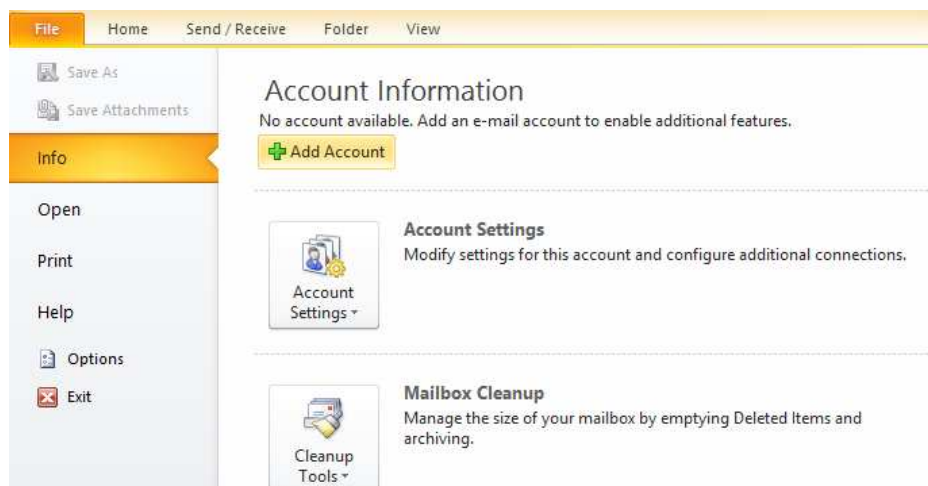 File Home Send / Receive Folder View
Save As
Save Attachments
Info
Open
Print
Help
Options
Exit
Account Information
No account available. Add an e-mail account to enable additional features.
Add Account
Account Settings
Modify settings for this account and configure additional connections.
Account
Settings
Mailbox Cleanup
Manage the size of your mailbox by emptying Deleted Items and
archiving.
Cleanup
Tools